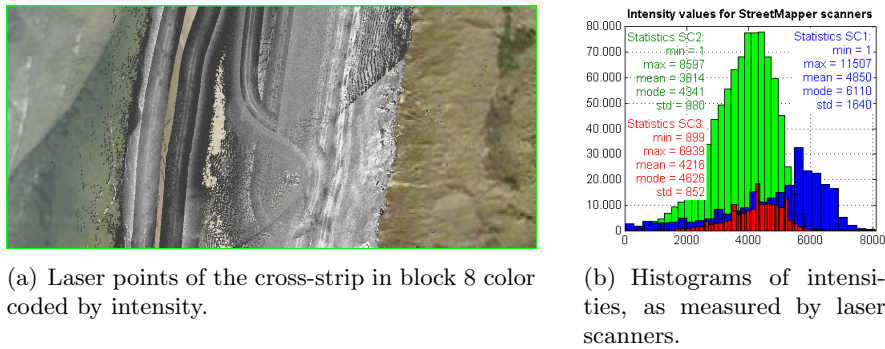 Intensity values for StreetMapper scanners
80.000
70.000
60.000
50.000
40.000
30.000
20.000
10.000
0
0
2000
4000
6000
8000
Statistics SC2:
min = 1
max = 8597
mean = 3914
mode = 4341
std = 980
Statistics SC3:
min = 899
max = 6939
mean = 4216
mode = 4626
std = 852
Statistics SC1:
min = 1
max = 11507
mean = 4850
mode = 6110
std = 1640
(a) Laser points of the cross-strip in block 8 color
coded by intensity.
(b) Histograms of intensi-
ties, as measured by laser
scanners.